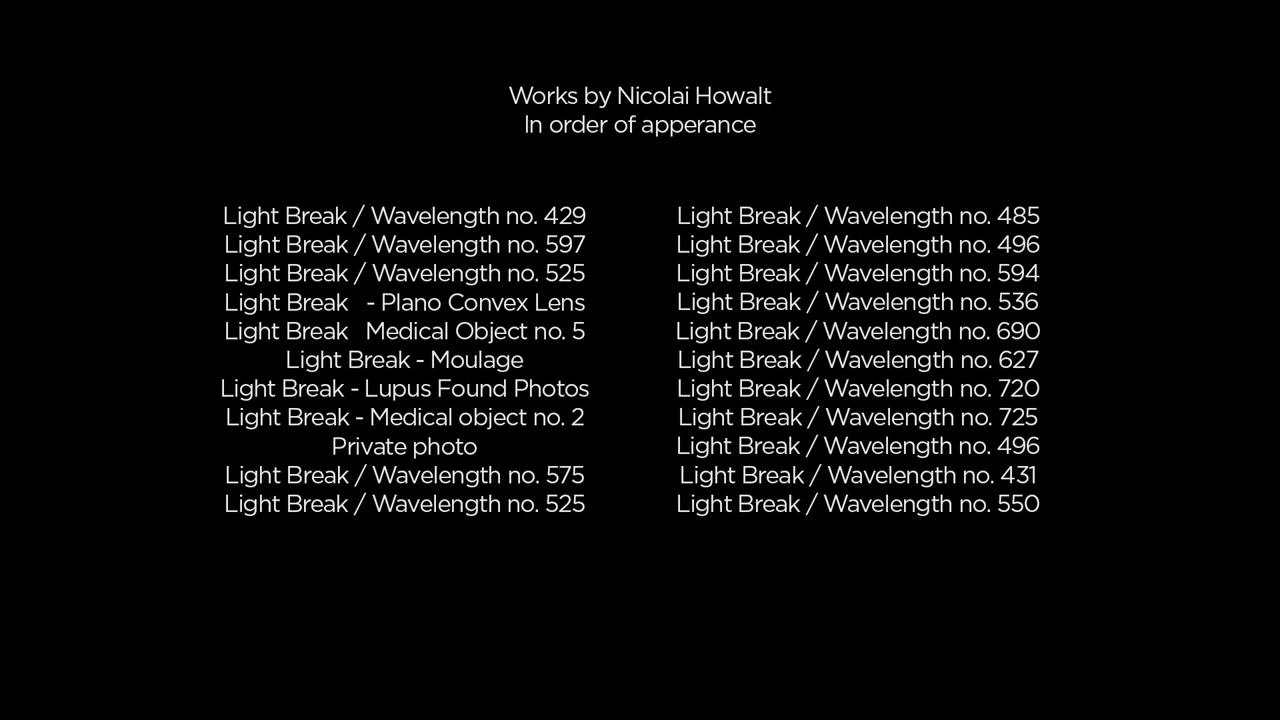 Works by Nicolai Howalt
In order of apperance
Light Break / Wavelength no. 429
Light Break / Wavelength no. 597
Light Break / Wavelength no. 525
Light Break - Plano Convex Lens
Light Break Medical Object no. 5
Light Break - Moulage
Light Break - Lupus Found Photos
Light Break - Medical object no. 2
Private photo
Light Break / Wavelength no. 575
Light Break / Wavelength no. 525
Light Break / Wavelength no. 485
Light Break / Wavelength no. 496
Light Break / Wavelength no. 594
Light Break / Wavelength no. 536
Light Break / Wavelength no. 690
Light Break / Wavelength no. 627
Light Break / Wavelength no. 720
Light Break / Wavelength no. 725
Light Break / Wavelength no. 496
Light Break / Wavelength no. 431
Light Break / Wavelength no. 550